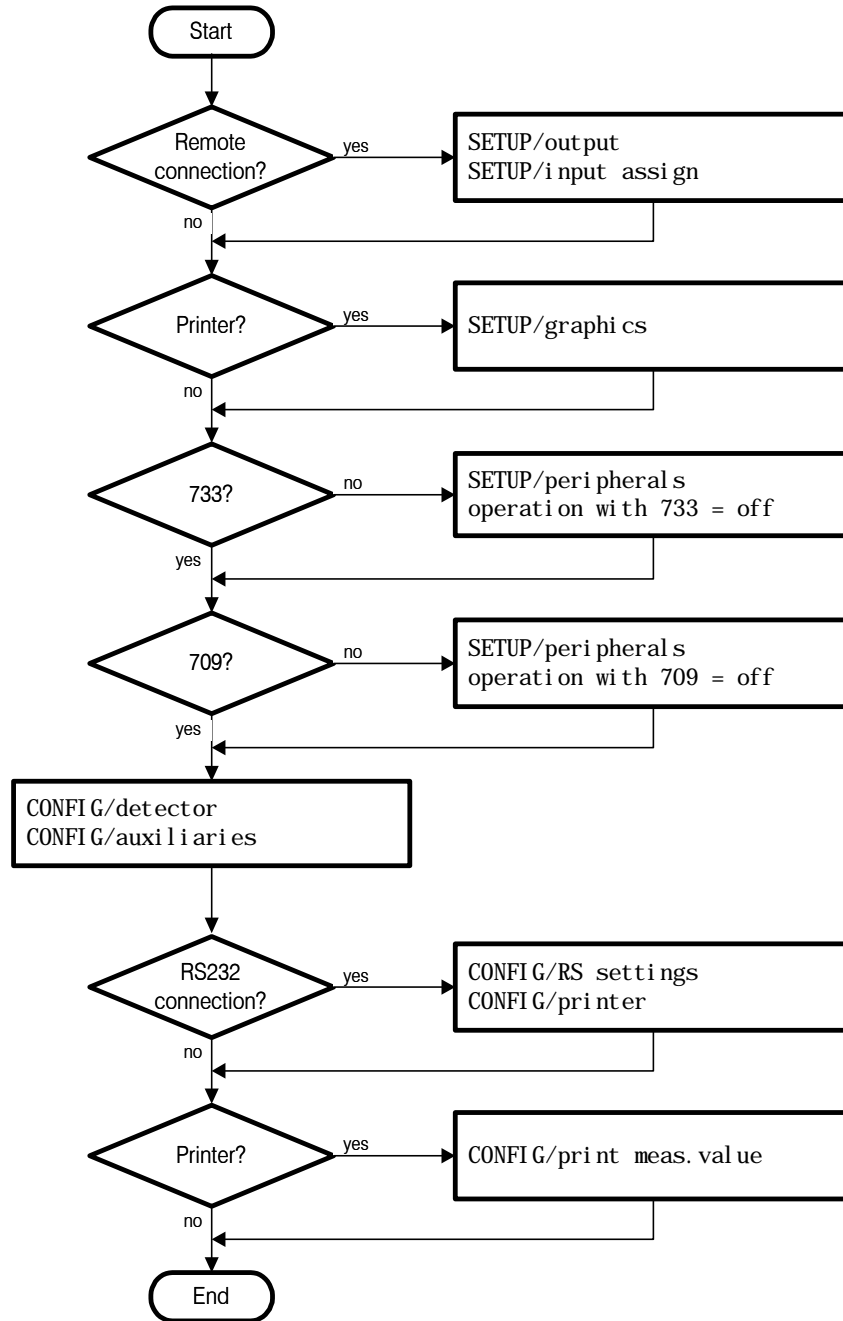 Start
Remote
connection?
yes
SETUP/output
SETUP/input assign
no
Printer?
yes
SETUP/graphics
no
733?
no
SETUP/peripherals
operation with 733 = off
yes
709?
no
SETUP/peripherals
operation with 709 = off
yes
CONFIG/detector
CONFIG/auxiliaries
RS232
connection?
yes
CONFIG/RS settings
CONFIG/printer
no
Printer?
yes
CONFIG/print meas.value
no
End